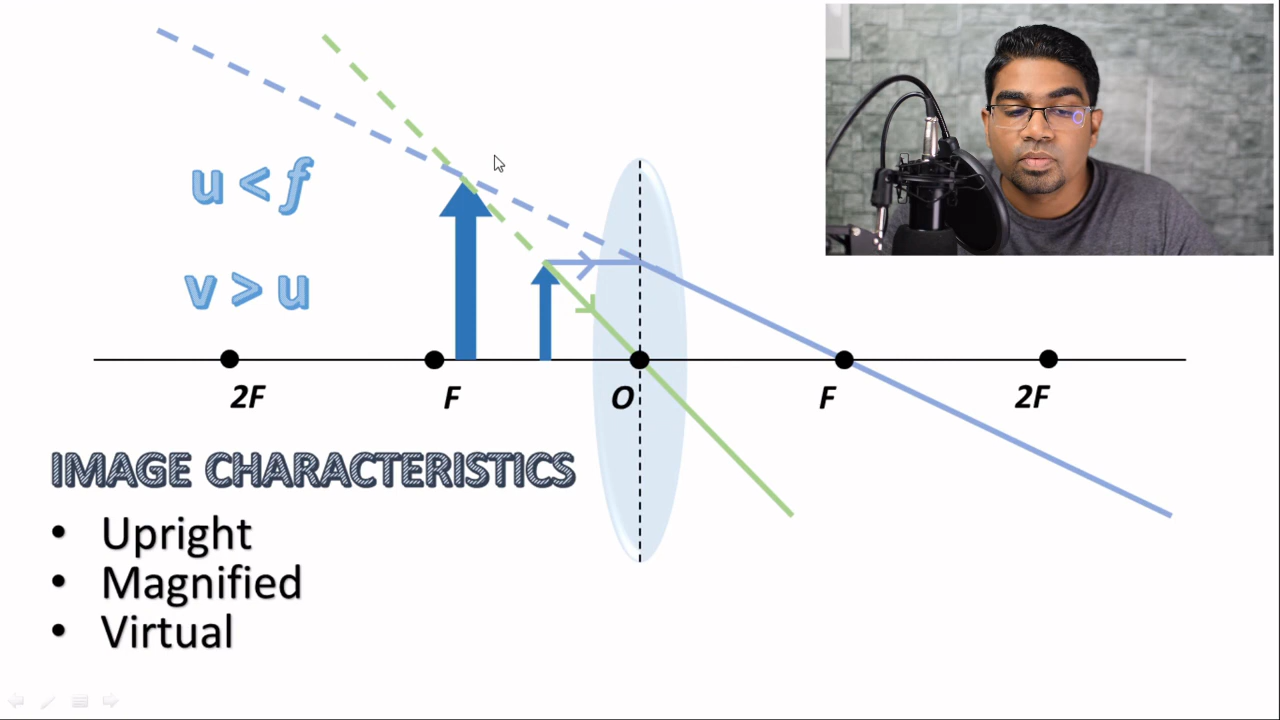 u < f
v > u
2F F O F 2F
IMAGE CHARACTERISTICS
• Upright
• Magnified
• Virtual